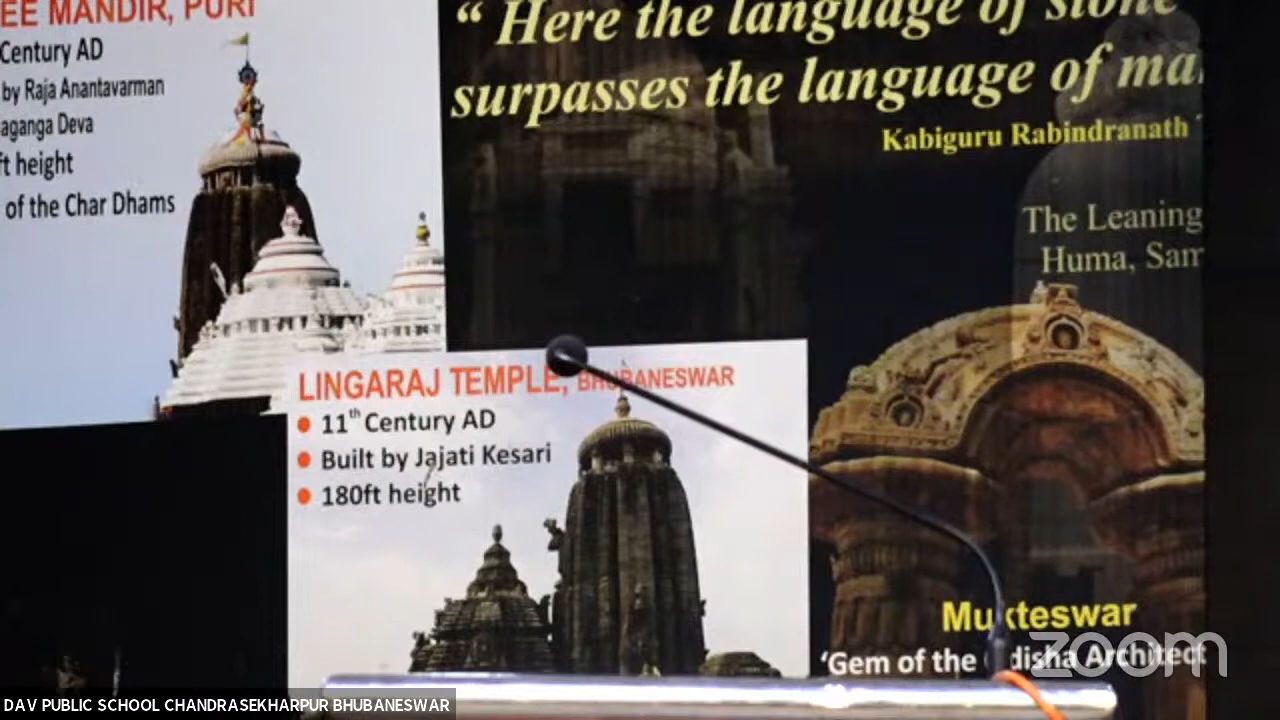 EE MANDIR, PURI
Century AD
by Raja Anantavarman
aganga Deva
ft height
of the Char Dhams
“ Here the language of stone
surpasses the language of ma
Kabiguru Rabindranath
The Leaning
Huma, Sam
LINGARAJ TEMPLE, BHUBANESWAR
11th Century AD
Built by Jajati Kesari
180ft height
Mukteswar
‘Gem of the Odisha Architect
zoom
DAV PUBLIC SCHOOL CHANDRASEKHARPUR BHUBANESWAR